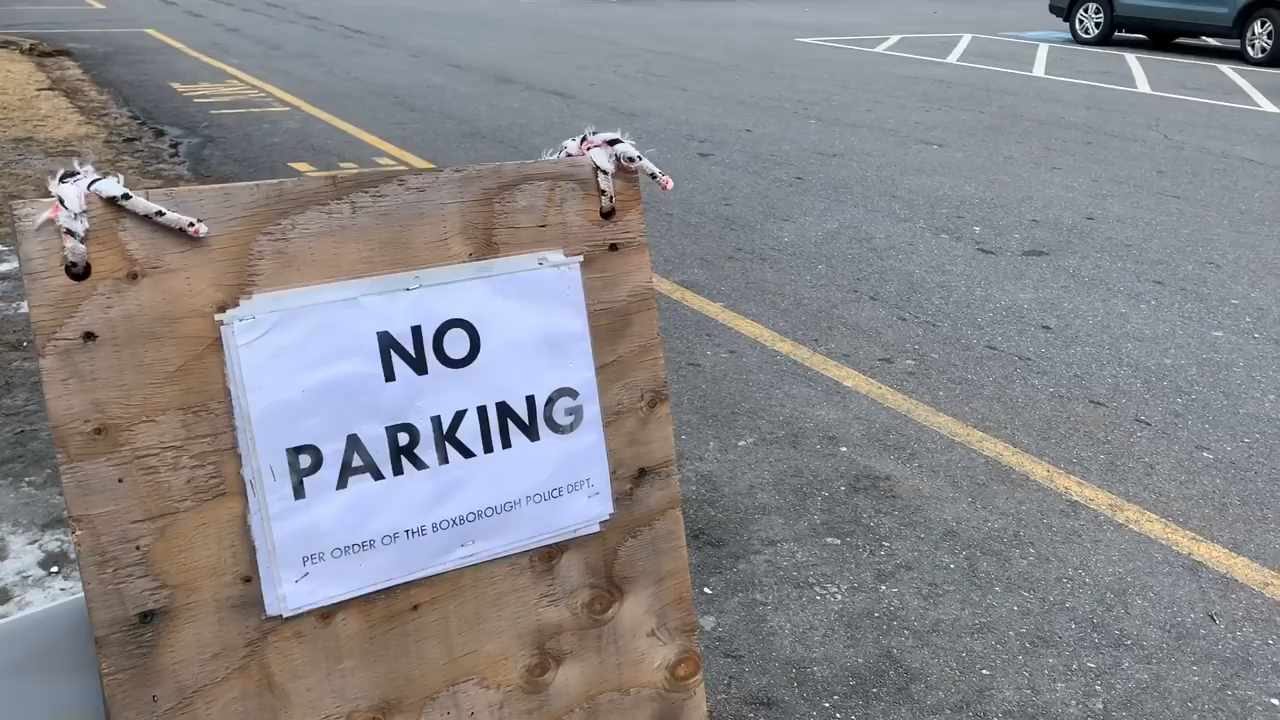 NO
PARKING
PER ORDER OF THE BOXBOROUGH POLICE DEPT.